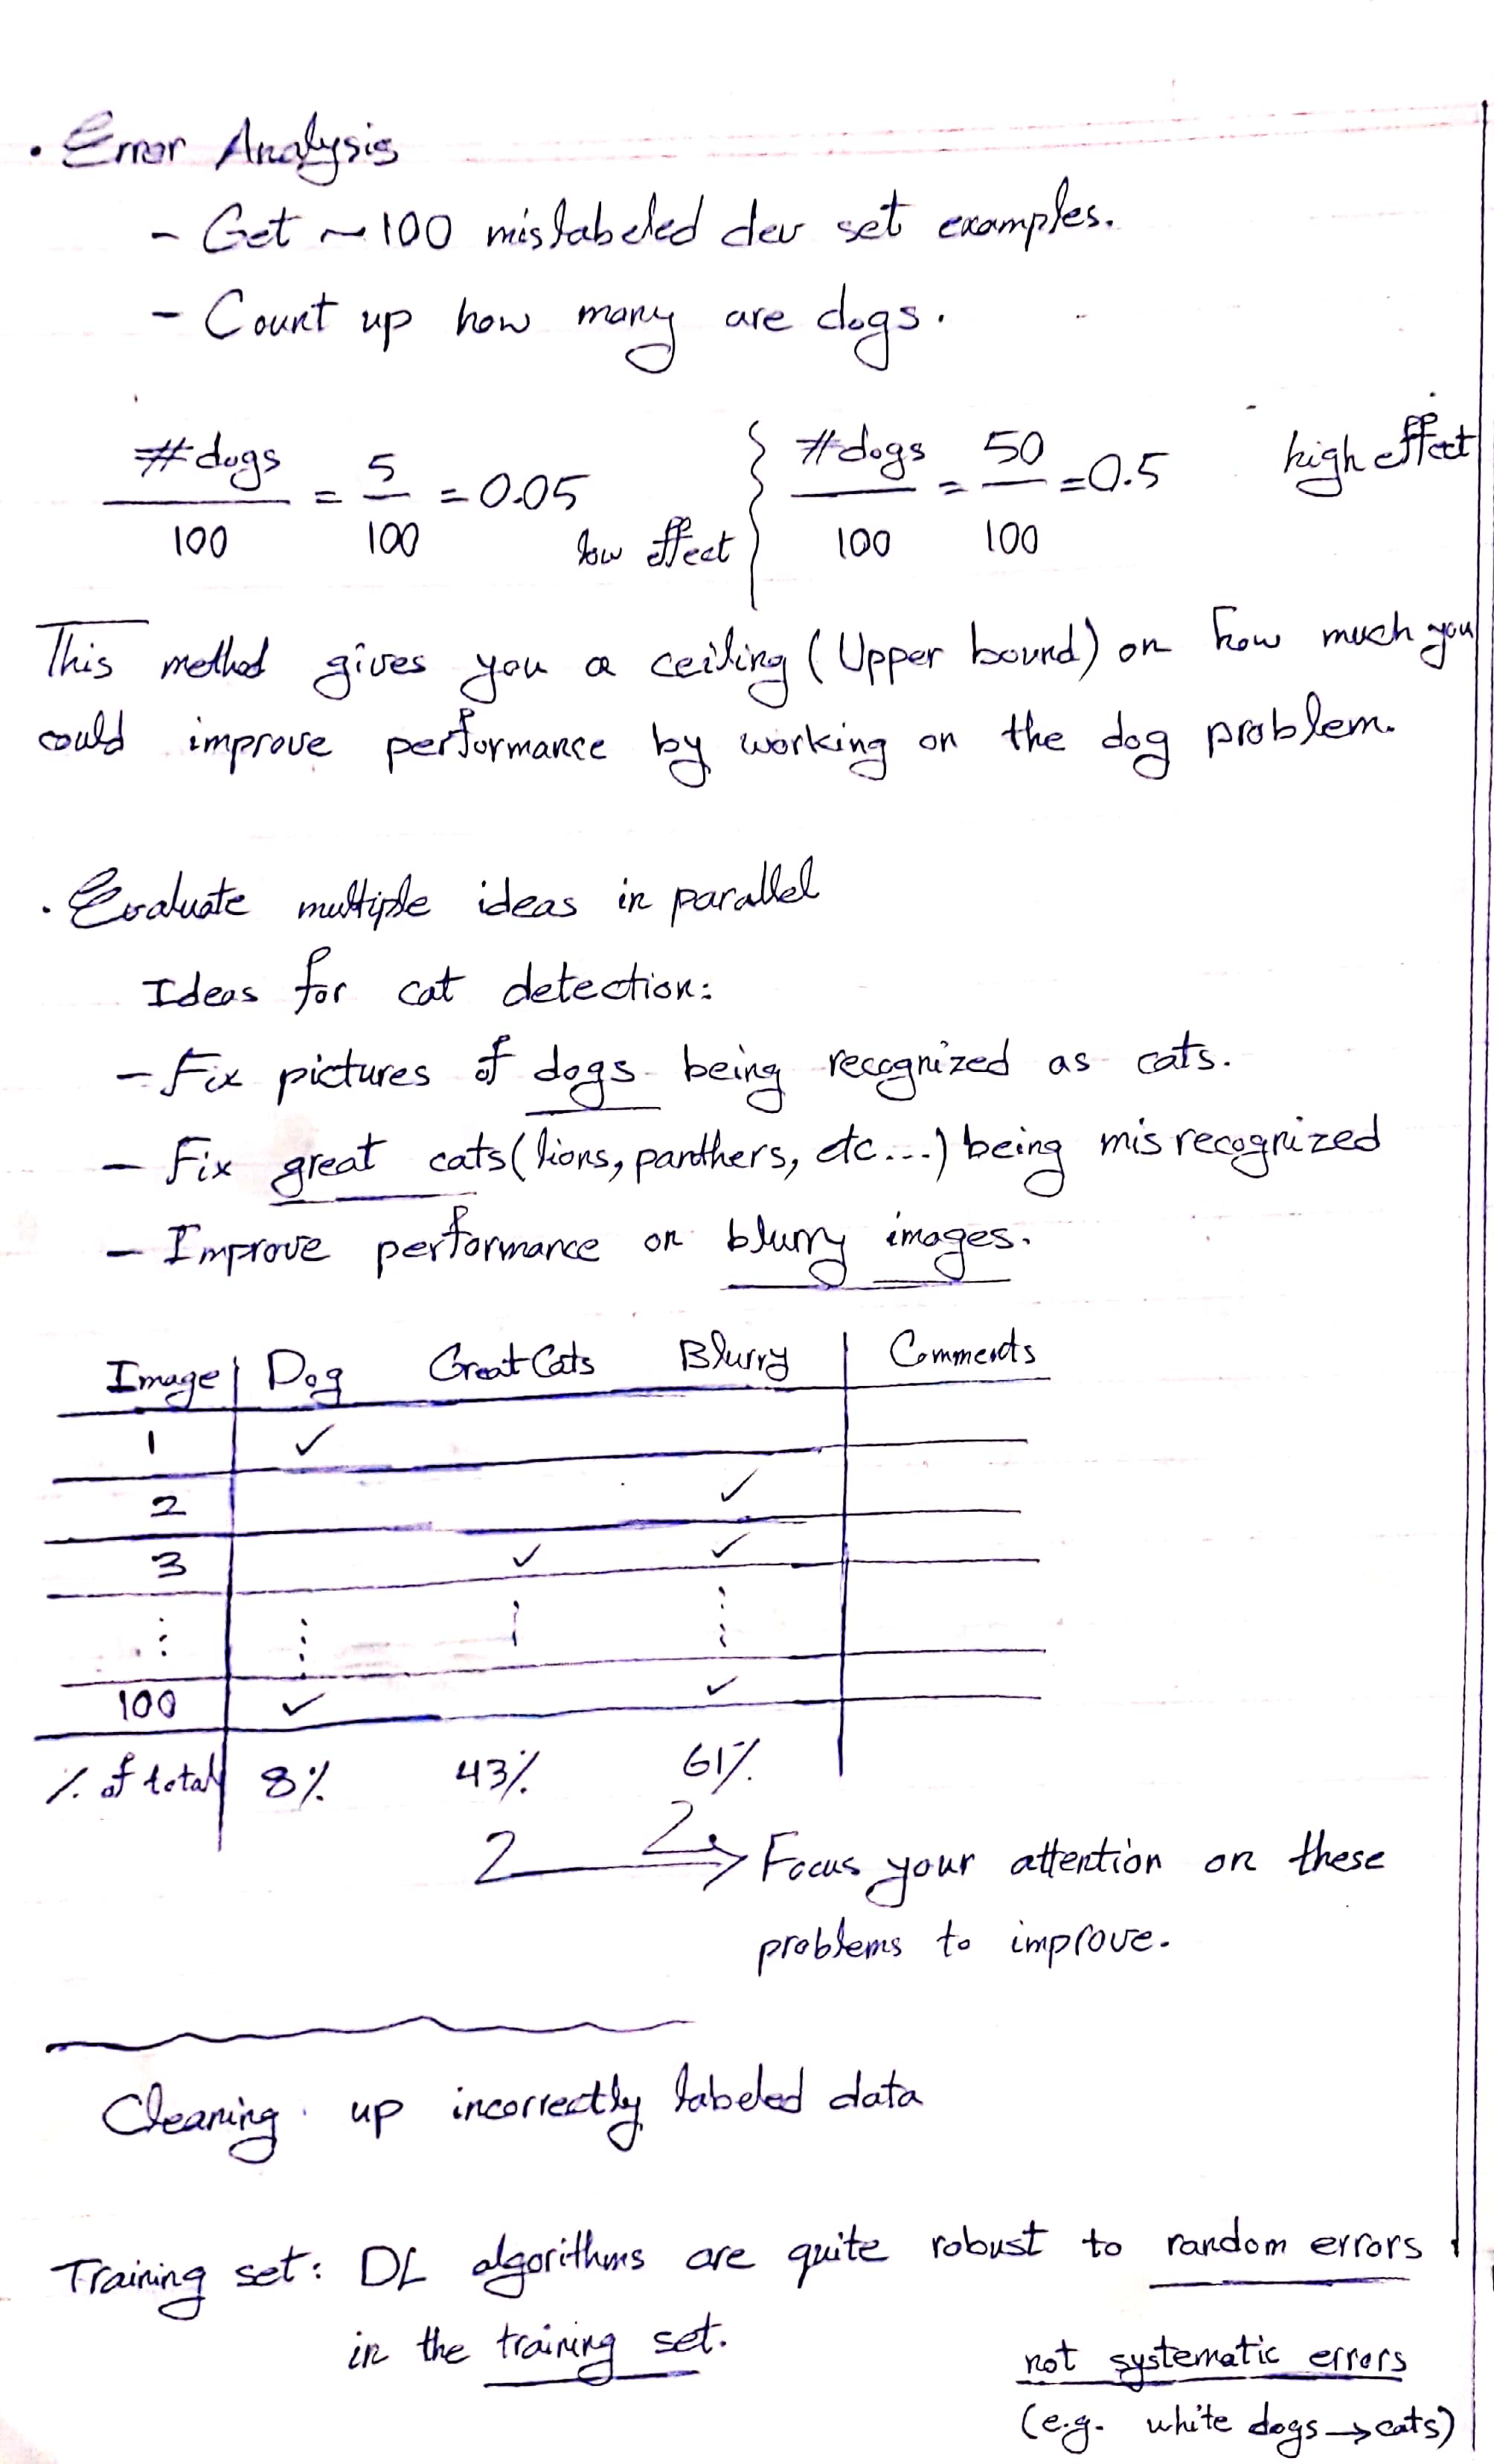 • Error Analysis
- Get ~100 mislabeled dev set examples.
- Count up how many are dogs.
#dogs/100 = 5/100 = 0.05 low effect } #dogs/100 = 50/100 = 0.5 high effect
This method gives you a ceiling (Upper bound) on how much you
could improve performance by working on the dog problem.
• Evaluate multiple ideas in parallel
Ideas for cat detection:
- Fix pictures of dogs being recognized as cats.
- Fix great cats (lions, panthers, etc...) being misrecognized
- Improve performance on blurry images.
Image | Dog Great Cats Blurry | Comments
1 ✓
2 ✓
3 ✓ ✓
⋮ ⋮ ⋮ ⋮
100 ✓ ✓
% of total 8% 43% 61%
Focus your attention on these
problems to improve.
Cleaning up incorrectly labeled data
Training set: DL algorithms are quite robust to random errors
in the training set.
not systematic errors
(e.g. white dogs → cats)